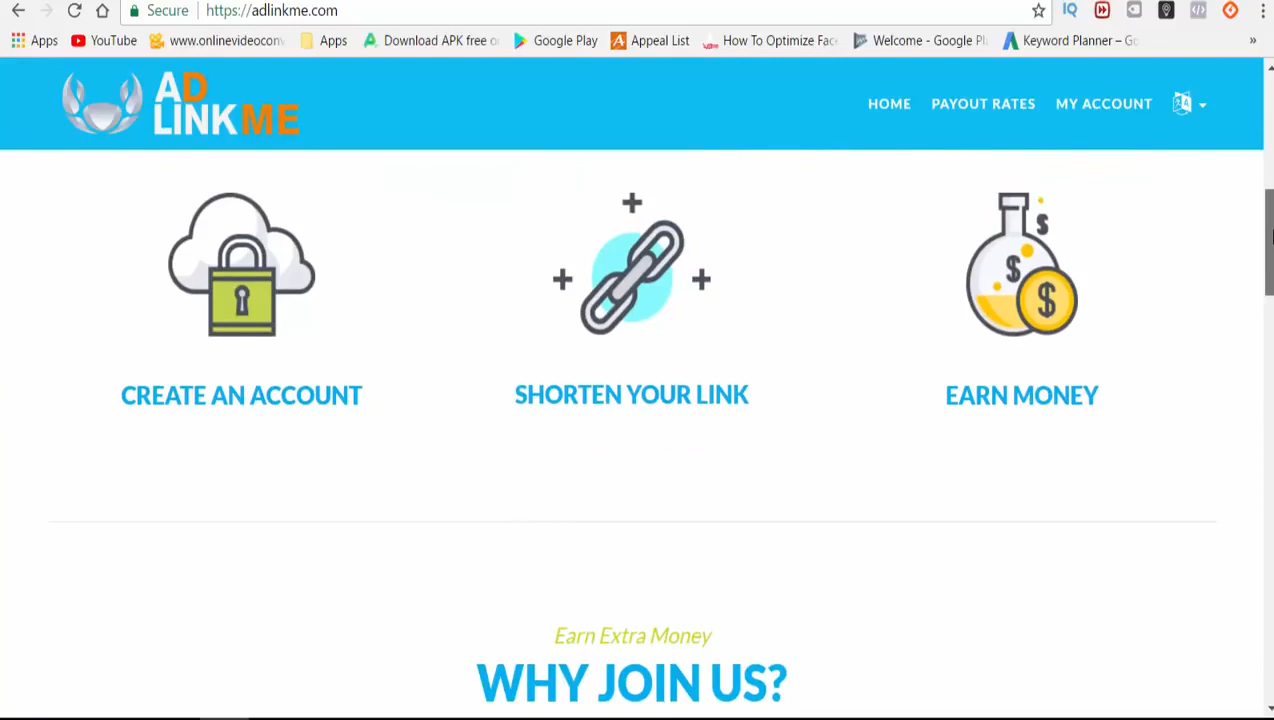 Secure https://adlinkme.com
Apps YouTube www.onlinevideoconv Apps Download APK free o Google Play Appeal List How To Optimize Fac Welcome - Google Pl Keyword Planner – Go »
AD
LINKME
HOME PAYOUT RATES MY ACCOUNT
CREATE AN ACCOUNT SHORTEN YOUR LINK EARN MONEY
Earn Extra Money
WHY JOIN US?